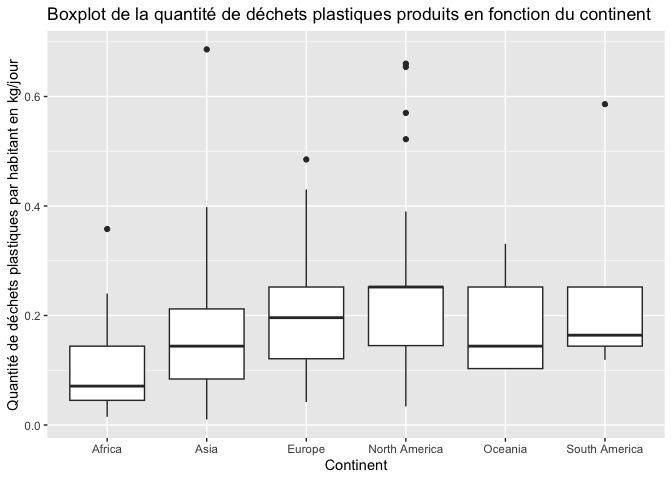 Boxplot de la quantité de déchets plastiques produits en fonction du continent
Quantité de déchets plastiques par habitant en kg/jour
0.6
0.4
0.2
0.0
Africa
Asia
Europe
North America
Oceania
South America
Continent